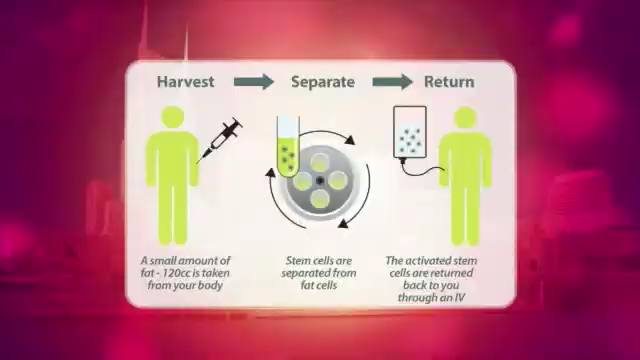 Harvest
Separate
Return
A small amount of
fat - 120cc is taken
from your body
Stem cells are
separated from
fat cells
The activated stem
cells are returned
back to you
through an IV